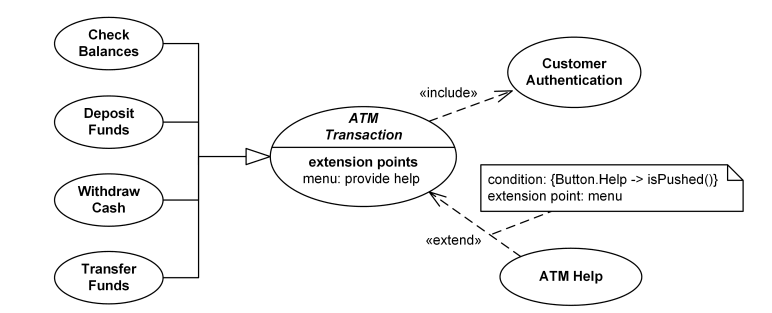 Check
Balances
Deposit
Funds
Withdraw
Cash
Transfer
Funds
ATM
Transaction
extension points
menu: provide help
«include»
Customer
Authentication
condition: {Button.Help -> isPushed()}
extension point: menu
«extend»
ATM Help